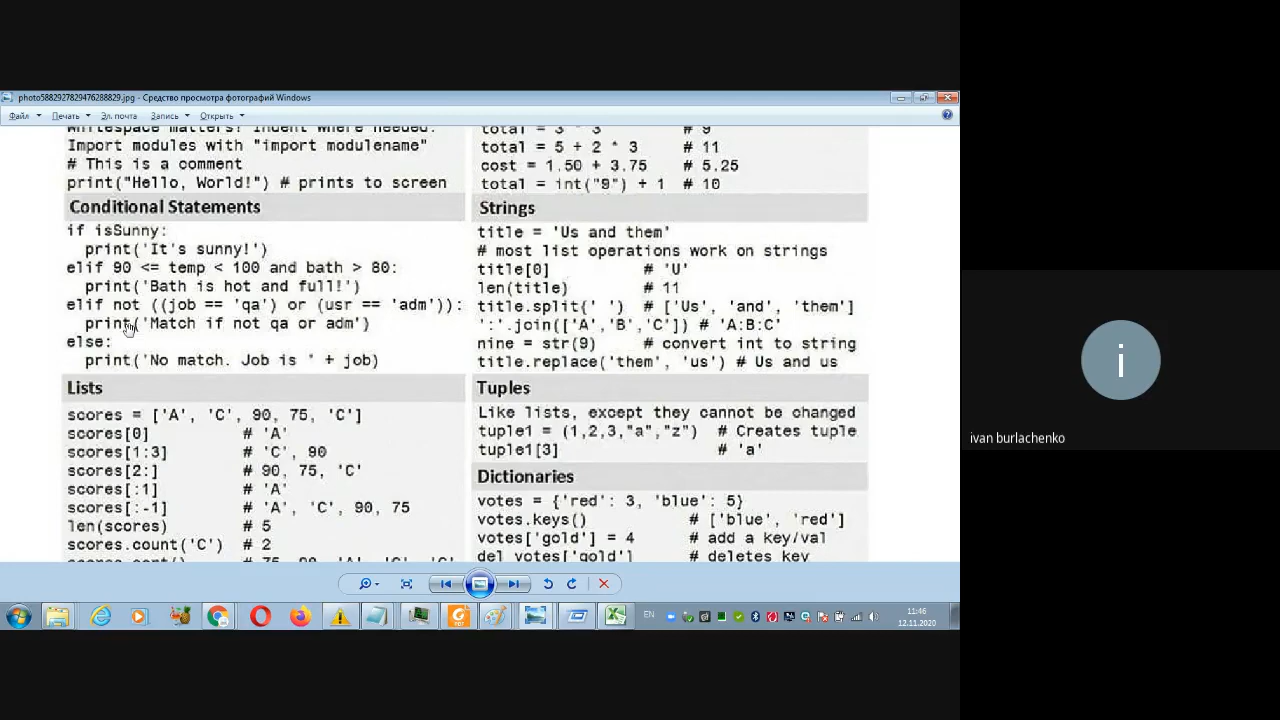 photo5882927829476288829.jpg - Средство просмотра фотографий Windows
Файл Печать Эл. почта Запись Открыть
Whitespace matters! Indent where needed.
Import modules with "import modulename"
# This is a comment
print("Hello, World!") # prints to screen
Conditional Statements
if isSunny:
print('It's sunny!')
elif 90 <= temp < 100 and bath > 80:
print('Bath is hot and full!')
elif not ((job == 'qa') or (usr == 'adm')):
print('Match if not qa or adm')
else:
print('No match. Job is ' + job)
Lists
scores = ['A', 'C', 90, 75, 'C']
scores[0] # 'A'
scores[1:3] # 'C', 90
scores[2:] # 90, 75, 'C'
scores[:1] # 'A'
scores[:-1] # 'A', 'C', 90, 75
len(scores) # 5
scores.count('C') # 2
total = 3 * 3 # 9
total = 5 + 2 * 3 # 11
cost = 1.50 + 3.75 # 5.25
total = int("9") + 1 # 10
Strings
title = 'Us and them'
# most list operations work on strings
title[0] # 'U'
len(title) # 11
title.split(' ') # ['Us', 'and', 'them']
':'.join(['A','B','C']) # 'A:B:C'
nine = str(9) # convert int to string
title.replace('them', 'us') # Us and us
Tuples
Like lists, except they cannot be changed
tuple1 = (1,2,3,"a","z") # Creates tuple
tuple1[3] # 'a'
Dictionaries
votes = {'red': 3, 'blue': 5}
votes.keys() # ['blue', 'red']
votes['gold'] = 4 # add a key/val
del votes['gold'] # deletes key
EN
11:46
12.11.2020
i
ivan burlachenko